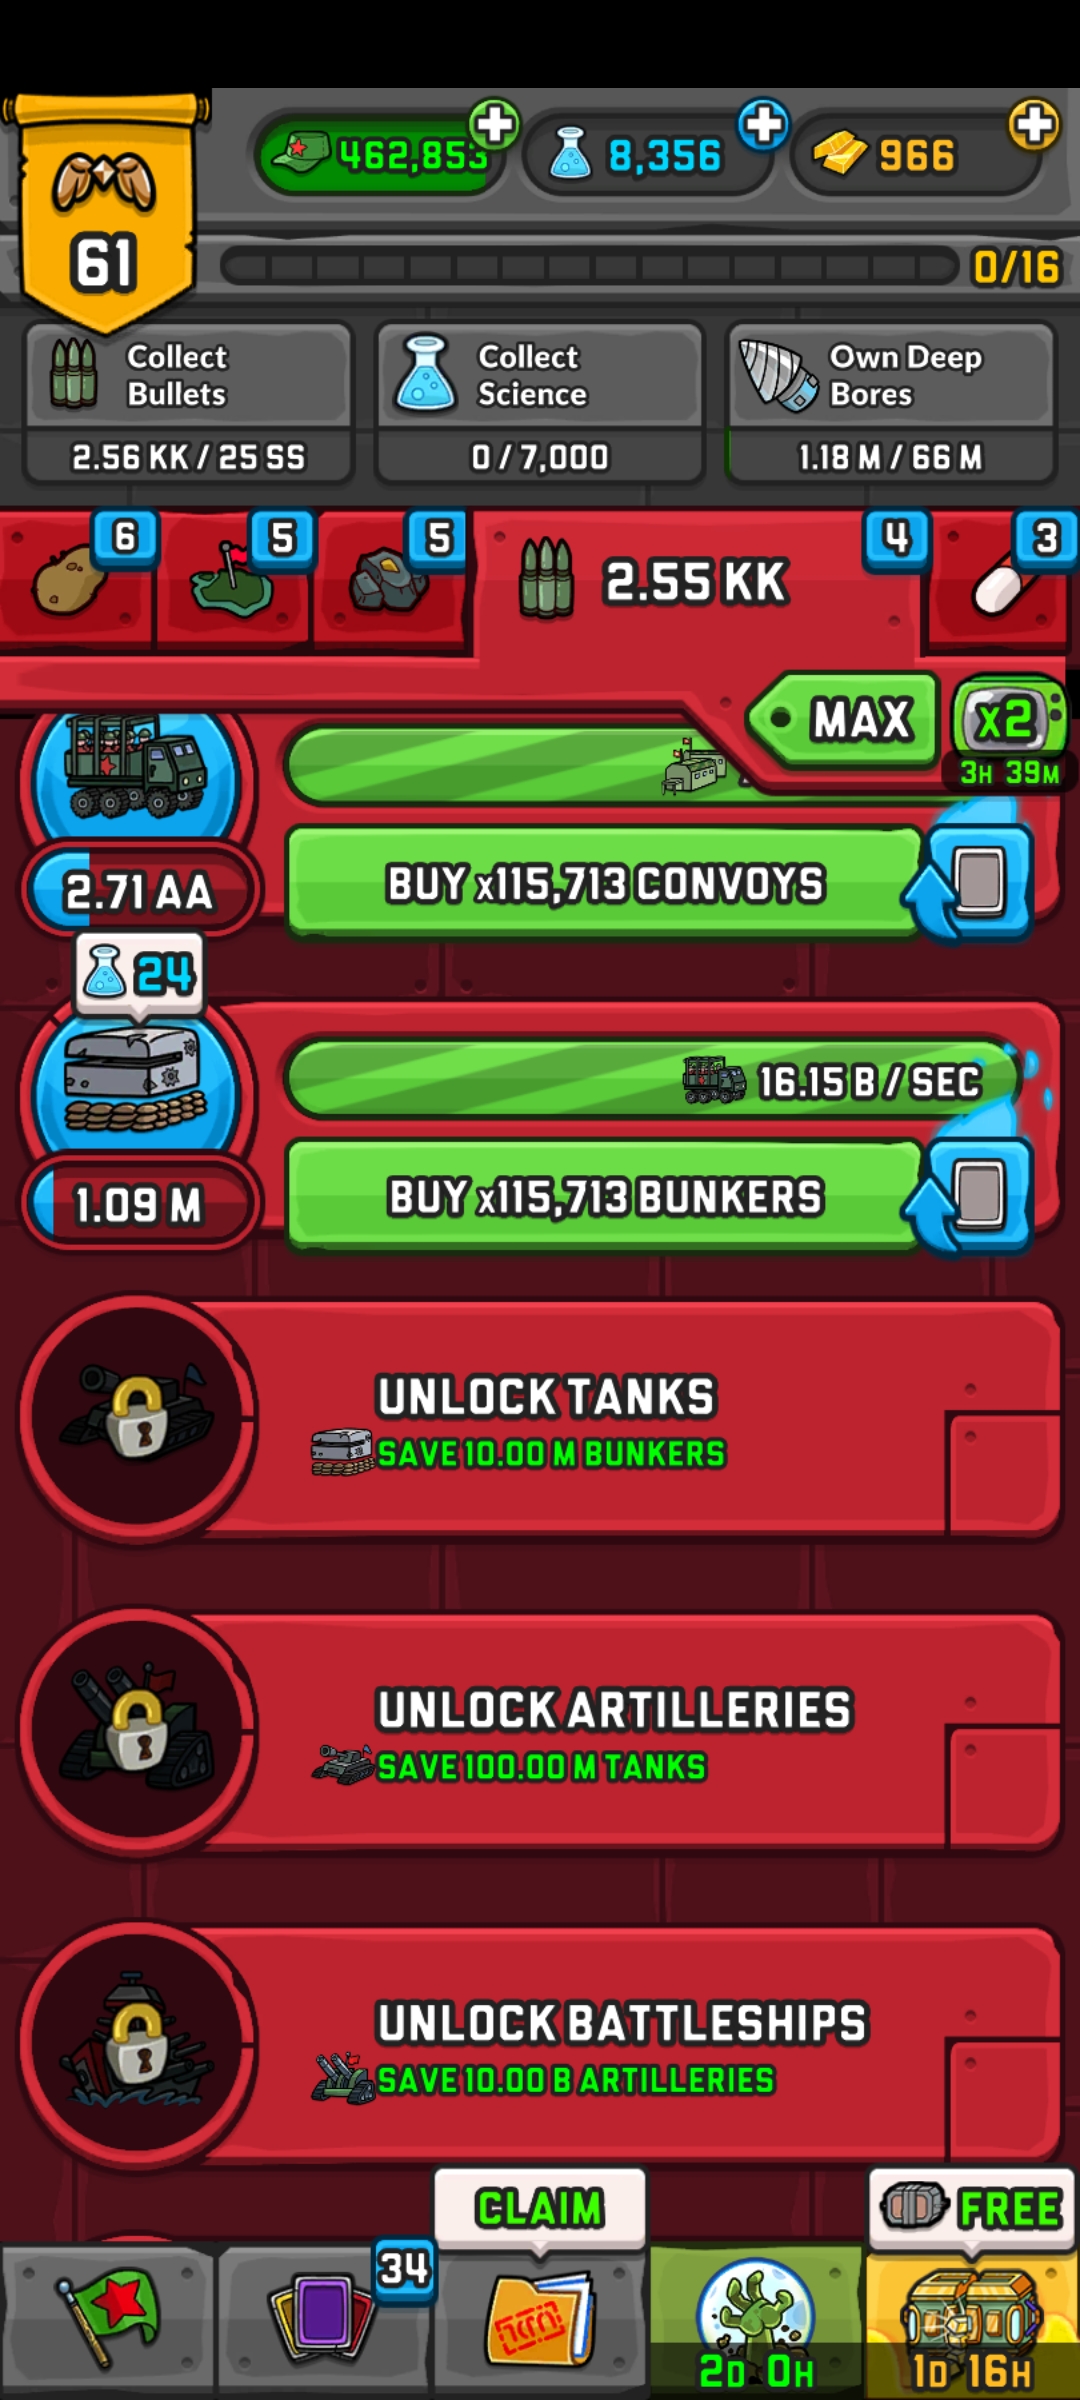 61
462,853
8,356
966
0/16
Collect
Bullets
2.56 KK / 25 SS
Collect
Science
0 / 7,000
Own Deep
Bores
1.18 M / 66 M
6
5
5
2.55 KK
4
3
MAX
x2
3H 39M
2.71 AA
BUY x115,713 CONVOYS
24
16.15 B / SEC
1.09 M
BUY x115,713 BUNKERS
UNLOCK TANKS
SAVE 10.00 M BUNKERS
UNLOCK ARTILLERIES
SAVE 100.00 M TANKS
UNLOCK BATTLESHIPS
SAVE 10.00 B ARTILLERIES
CLAIM
FREE
34
2D 0H
1D 16H